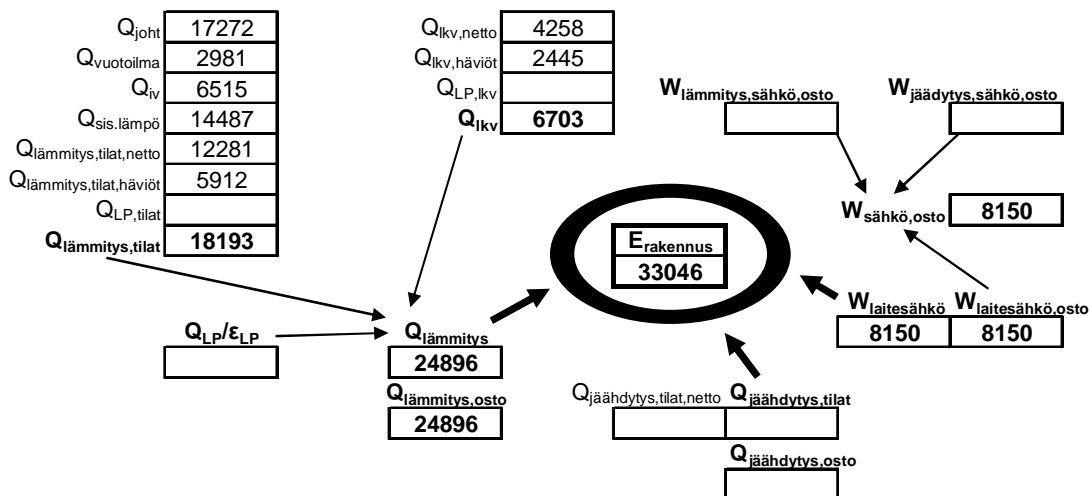 Qjoht 17272
Qvuotoilma 2981
Qiv 6515
Qsis.lämpö 14487
Qlämmitys,tilat,netto 12281
Qlämmitys,tilat,häviöt 5912
QLP,tilat
Qlämmitys,tilat 18193
Qlkv,netto 4258
Qlkv,häviöt 2445
QLP,lkv
Qlkv 6703
Wlämmitys,sähkö,osto Wjäädytys,sähkö,osto
Wsähkö,osto 8150
Erakennus
33046
Wlaitesähkö Wlaitesähkö,osto
8150 8150
QLP/εLP
Qlämmitys
24896
Qlämmitys,osto
24896
Qjäähdytys,tilat,netto Qjäähdytys,tilat
Qjäähdytys,osto